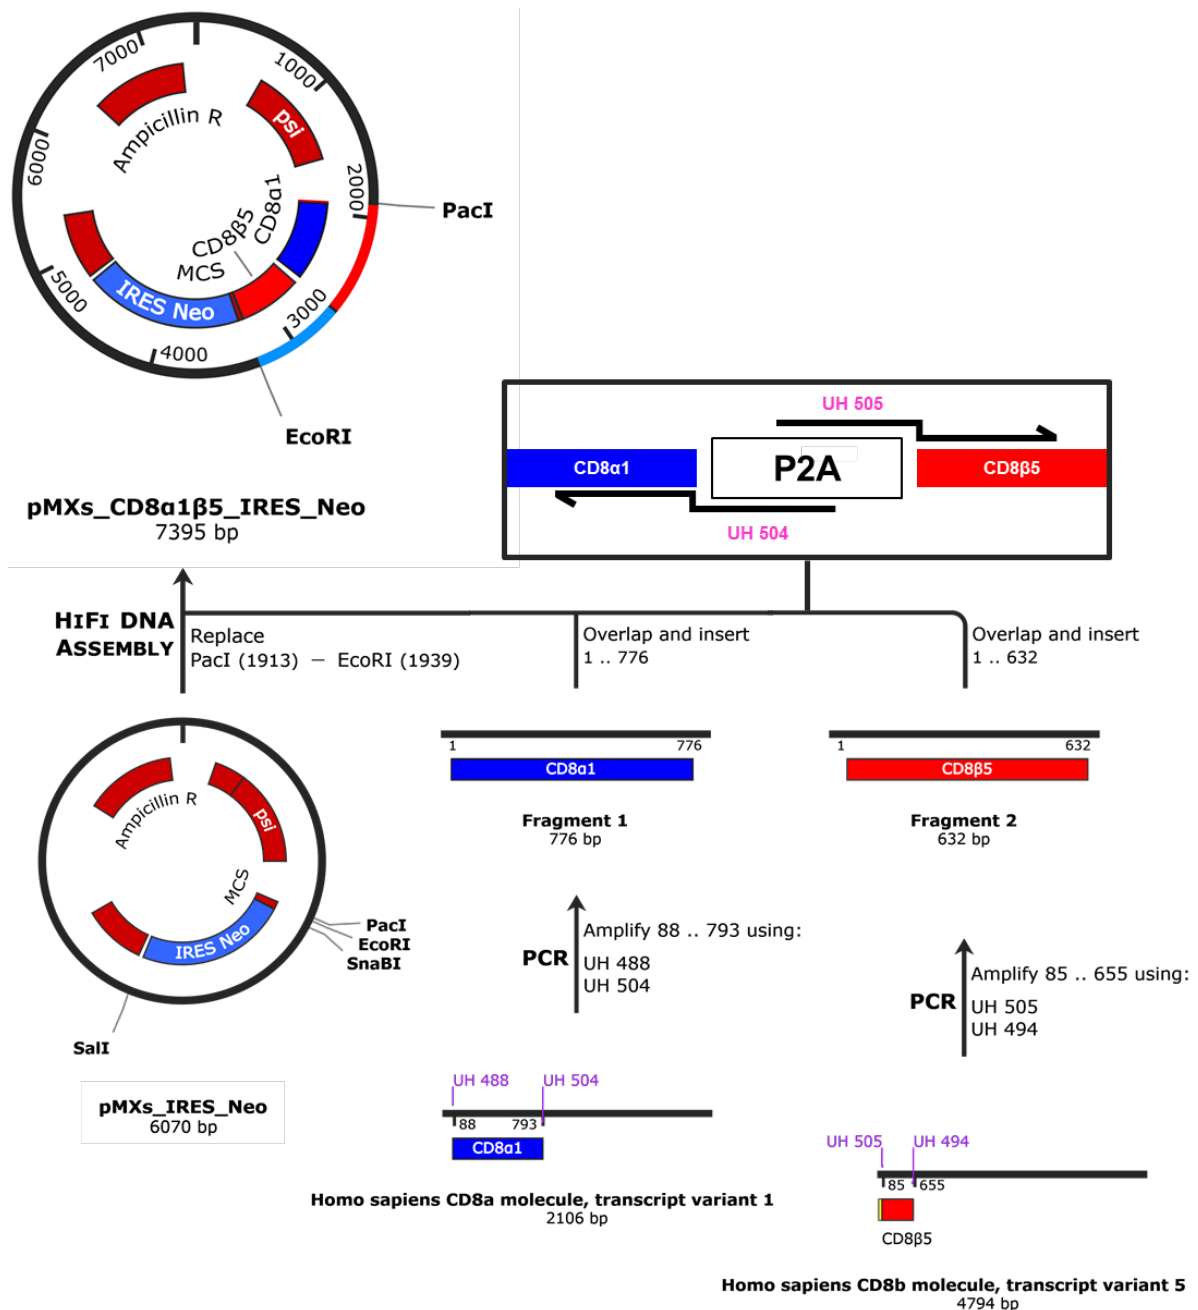 7000
1000
6000
2000
5000
3000
4000
Ampicillin R
psi
CD8α1
CD8β5
MCS
IRES Neo
PacI
EcoRI
pMXs_CD8α1β5_IRES_Neo
7395 bp
UH 505
CD8α1
P2A
CD8β5
UH 504
HIFI DNA
ASSEMBLY
Replace
PacI (1913) – EcoRI (1939)
Overlap and insert
1 .. 776
Overlap and insert
1 .. 632
1
776
CD8α1
Fragment 1
776 bp
1
632
CD8β5
Fragment 2
632 bp
Ampicillin R
psi
MCS
IRES Neo
PacI
EcoRI
SnaBI
SalI
pMXs_IRES_Neo
6070 bp
PCR
Amplify 88 .. 793 using:
UH 488
UH 504
PCR
Amplify 85 .. 655 using:
UH 505
UH 494
UH 488
UH 504
88
793
CD8α1
Homo sapiens CD8a molecule, transcript variant 1
2106 bp
UH 505
UH 494
85
655
CD8β5
Homo sapiens CD8b molecule, transcript variant 5
4794 bp